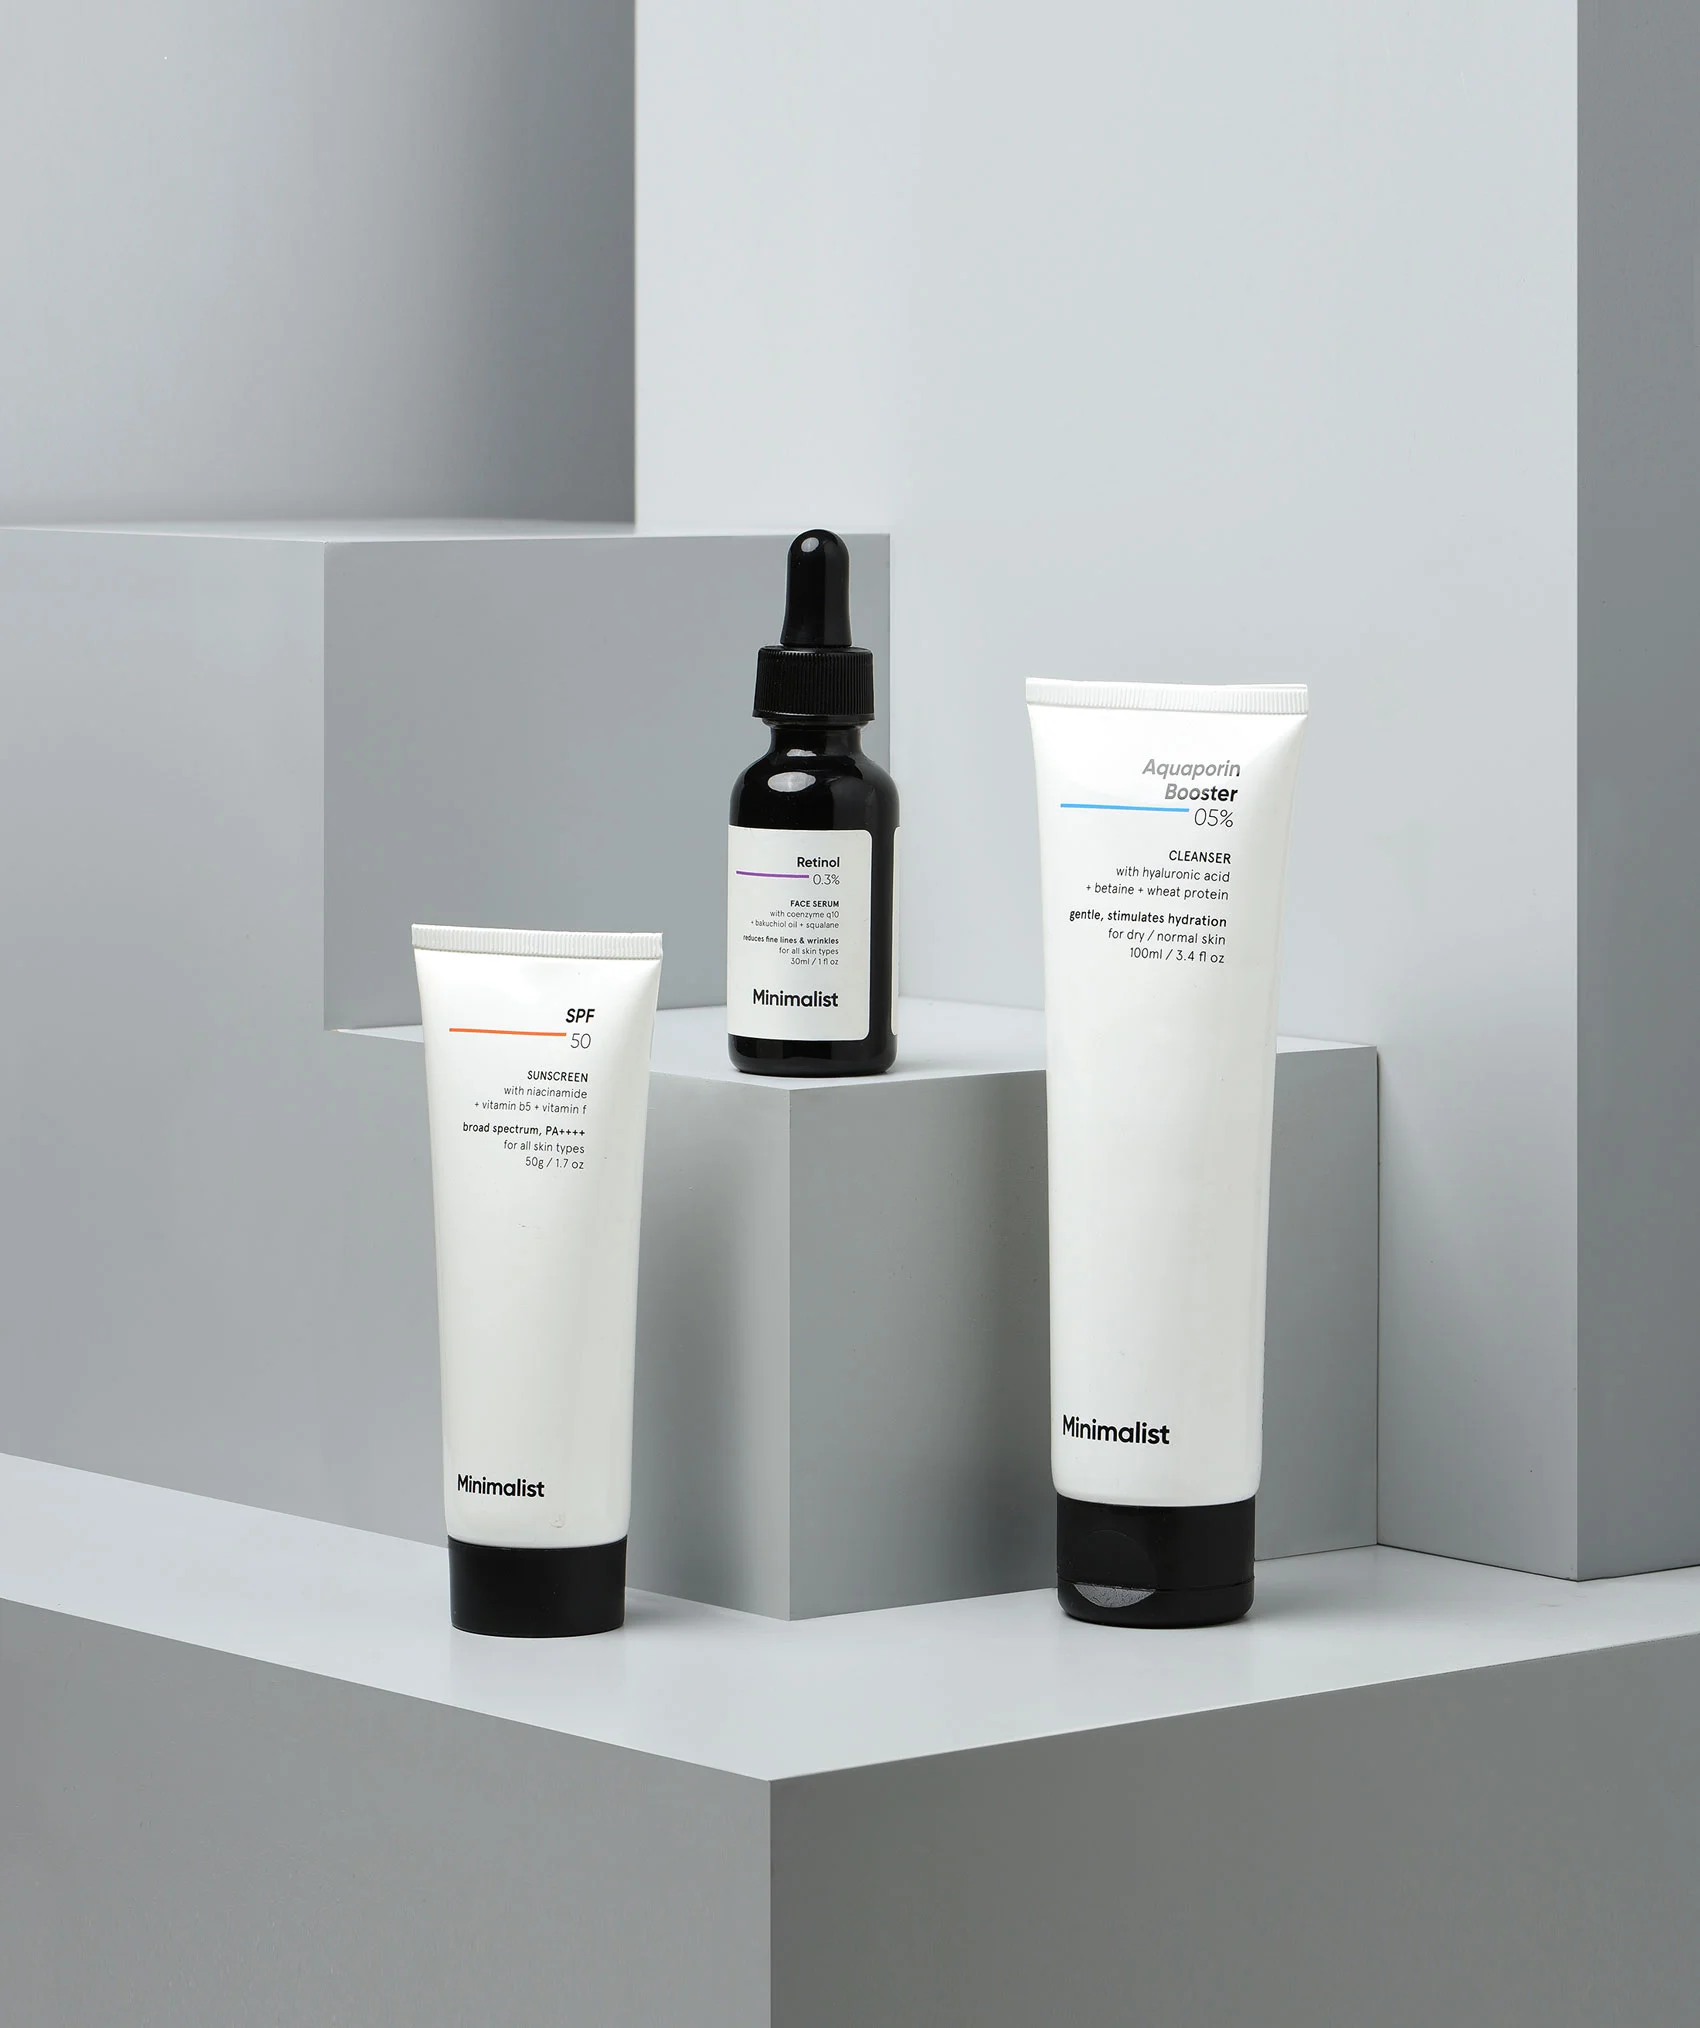 Retinol
0.3%
FACE SERUM
with coenzyme q10
+ bakuchiol oil + squalane
reduces fine lines & wrinkles
for all skin types
30ml / 1 fl oz
Minimalist
Aquaporin
Booster
05%
CLEANSER
with hyaluronic acid
+ betaine + wheat protein
gentle, stimulates hydration
for dry / normal skin
100ml / 3.4 fl oz
Minimalist
SPF
50
SUNSCREEN
with niacinamide
+ vitamin b5 + vitamin f
broad spectrum, PA++++
for all skin types
50g / 1.7 oz
Minimalist